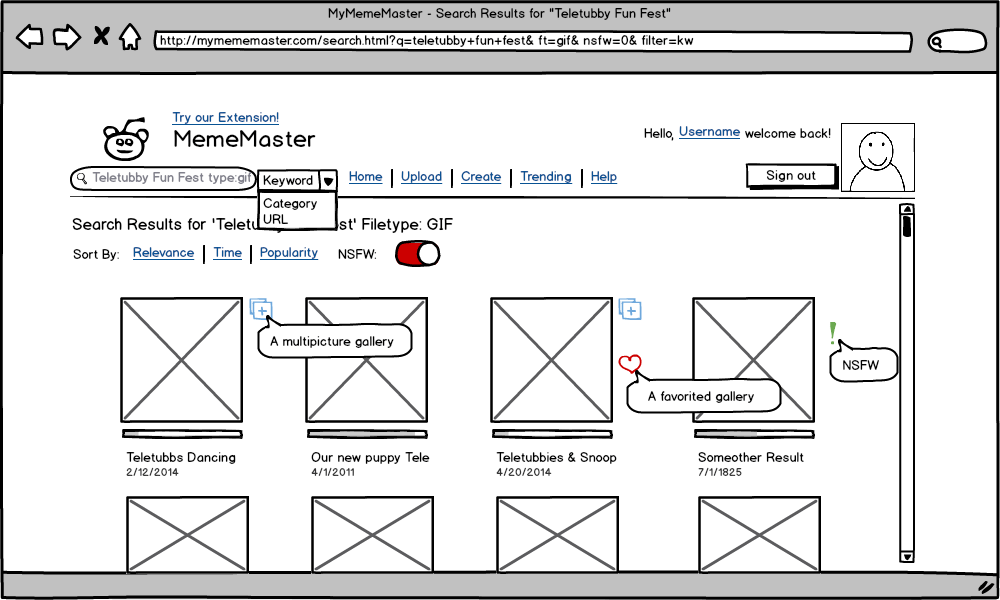 MyMemeMaster - Search Results for "Teletubby Fun Fest"
http://mymememaster.com/search.html?q=teletubby+fun+fest& ft=gif& nsfw=0& filter=kw
Try our Extension!
MemeMaster
Hello, Username welcome back!
Teletubby Fun Fest type:gif
Keyword
Home
Upload
Create
Trending
Help
Sign out
Category
URL
Search Results for 'Teletu st' Filetype: GIF
Sort By: Relevance Time Popularity NSFW:
A multipicture gallery
NSFW
A favorited gallery
Teletubbs Dancing
2/12/2014
Our new puppy Tele
4/1/2011
Teletubbies & Snoop
4/20/2014
Someother Result
7/1/1825